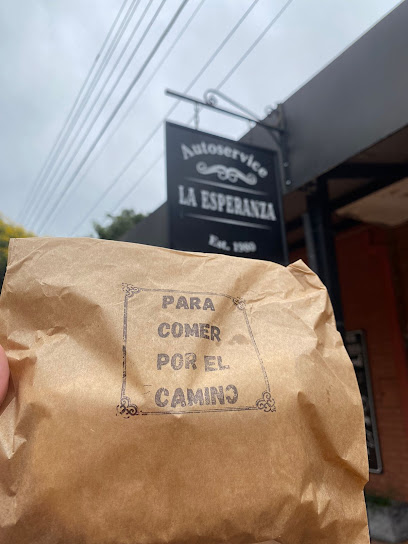 Autoservice
LA ESPERANZA
Est. 1980
PARA
COMER
POR EL
CAMINO